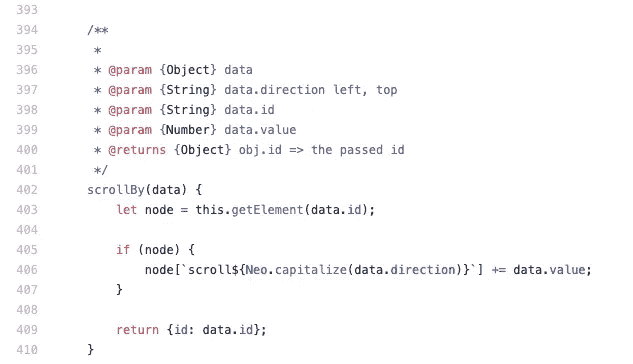 393
394 /**
395 *
396 * @param {Object} data
397 * @param {String} data.direction left, top
398 * @param {String} data.id
399 * @param {Number} data.value
400 * @returns {Object} obj.id => the passed id
401 */
402 scrollBy(data) {
403 let node = this.getElement(data.id);
404
405 if (node) {
406 node[`scroll${Neo.capitalize(data.direction)}`] += data.value;
407 }
408
409 return {id: data.id};
410 }